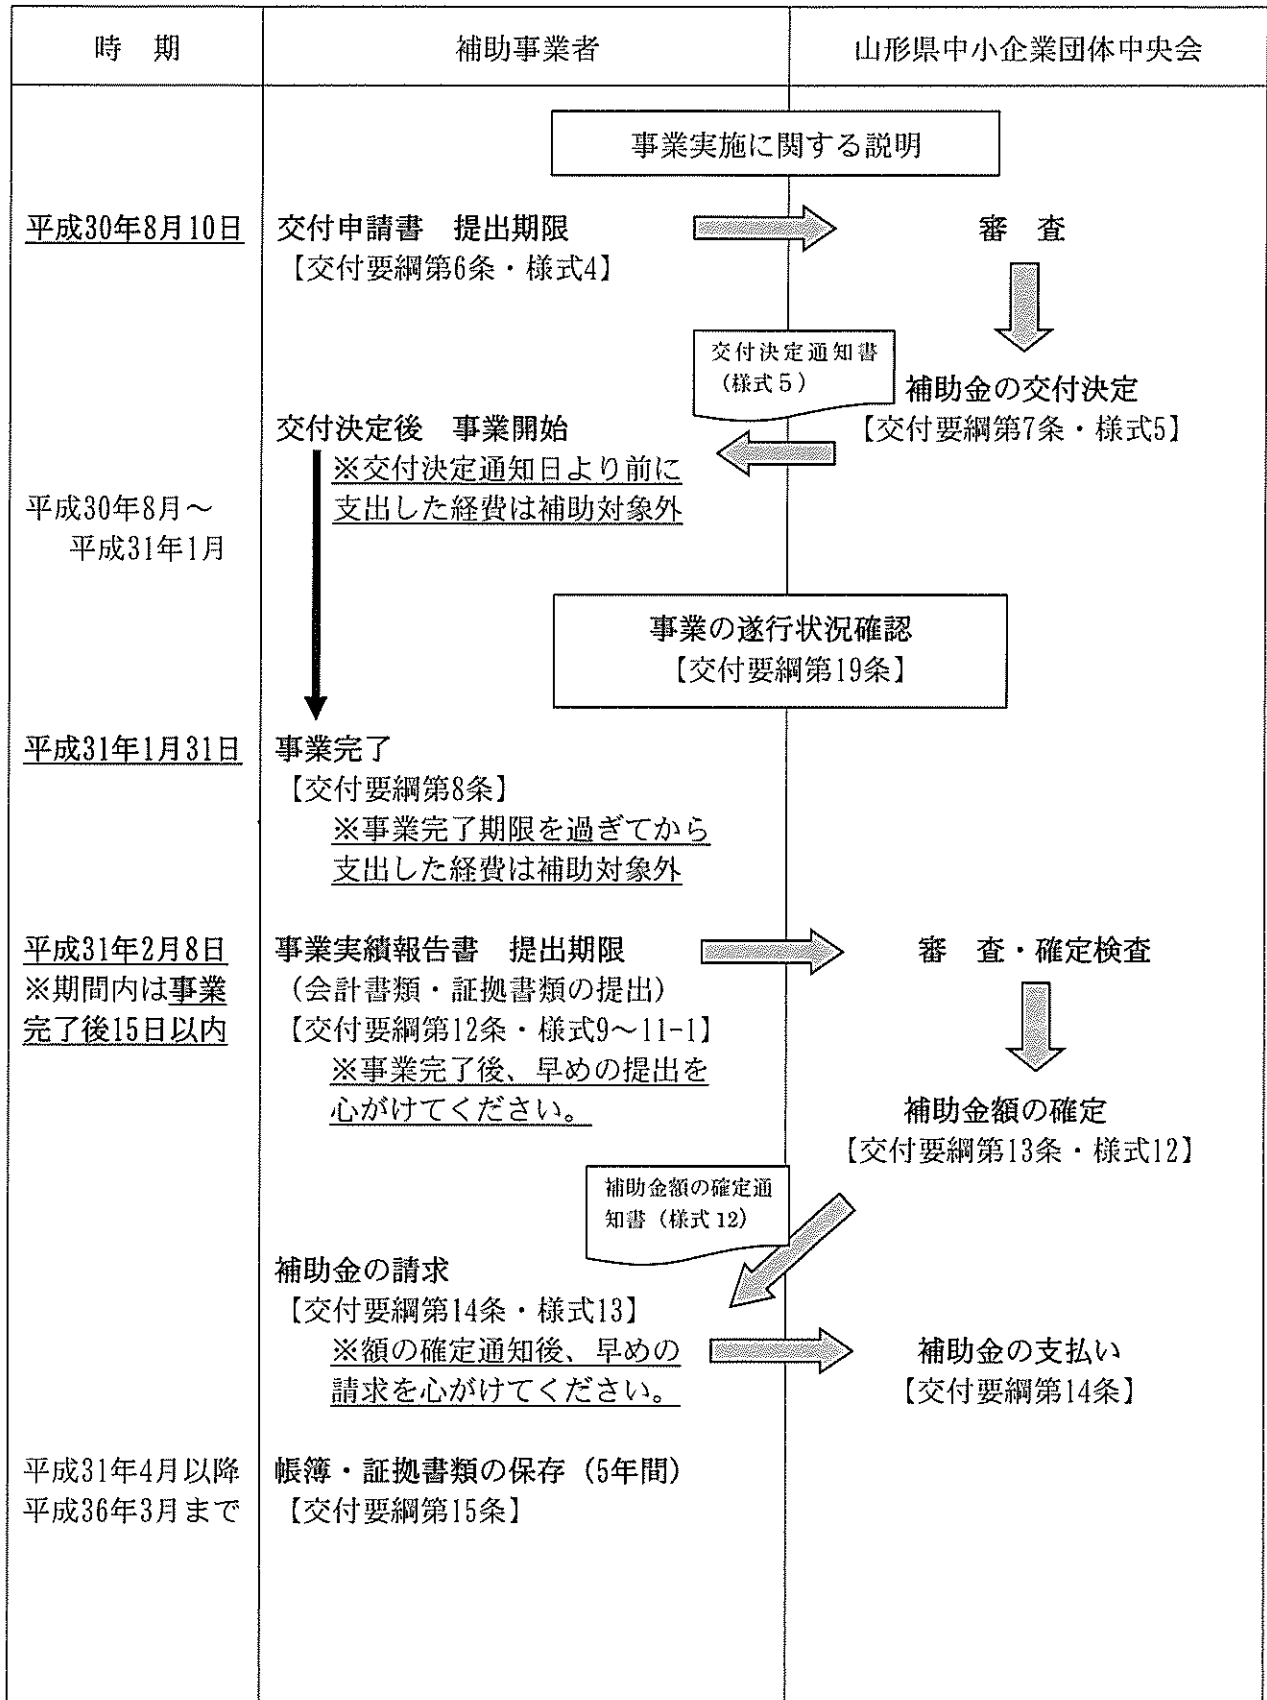 時　期
補助事業者
山形県中小企業団体中央会
事業実施に関する説明
平成30年8月10日
交付申請書　提出期限
【交付要綱第6条・様式4】
審　査
交付決定通知書
（様式５）
補助金の交付決定
【交付要綱第7条・様式5】
交付決定後　事業開始
※交付決定通知日より前に
支出した経費は補助対象外
平成30年8月～
平成31年1月
事業の遂行状況確認
【交付要綱第19条】
平成31年1月31日
事業完了
【交付要綱第8条】
※事業完了期限を過ぎてから
支出した経費は補助対象外
平成31年2月8日
※期間内は事業
完了後15日以内
事業実績報告書　提出期限
（会計書類・証拠書類の提出）
【交付要綱第12条・様式9～11-1】
※事業完了後、早めの提出を
心がけてください。
審　査・確定検査
補助金額の確定
【交付要綱第13条・様式12】
補助金額の確定通
知書（様式 12）
補助金の請求
【交付要綱第14条・様式13】
※額の確定通知後、早めの
請求を心がけてください。
補助金の支払い
【交付要綱第14条】
平成31年4月以降
平成36年3月まで
帳簿・証拠書類の保存（5年間）
【交付要綱第15条】